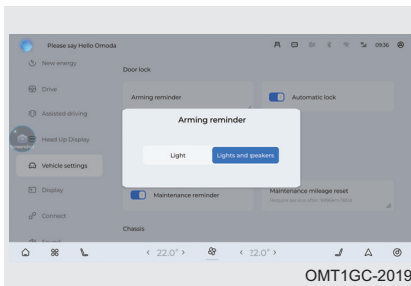 Please say Hello Omoda
09:36
New energy
Door lock
Drive
Arming reminder
Automatic lock
Assisted driving
Arming reminder
Head Up Display
Light
Lights and speakers
Vehicle settings
Display
Maintenance reminder
Maintenance mileage reset
Connect
Chassis
Sound
22.0°
22.0°
OMT1GC-2019